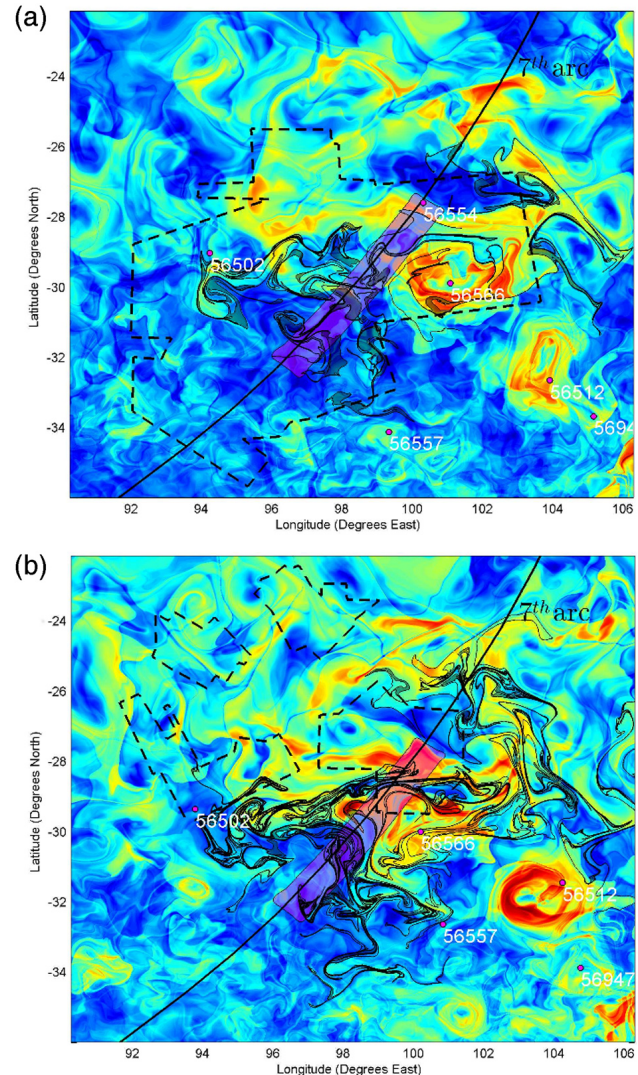 (a)
7th arc
-24
-26
56554
-28
56502
56566
-30
-32
56512
5694
56557
-34
92 94 96 98 100 102 104 106
Longitude (Degrees East)
Latitude (Degrees North)
(b)
7th arc
-24
-26
-28
56502
56566
-30
56512
-32
56557
56947
-34
92 94 96 98 100 102 104 106
Longitude (Degrees East)
Latitude (Degrees North)